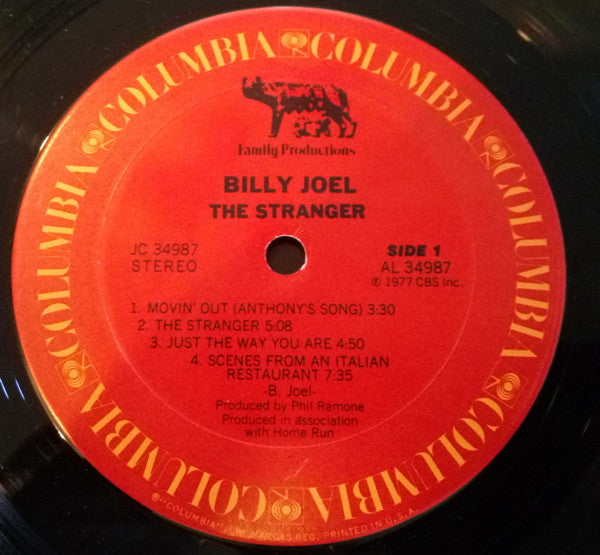 COLUMBIA COLUMBIA COLUMBIA COLUMBIA COLUMBIA COLUMBIA
Family Productions
BILLY JOEL
THE STRANGER
JC 34987
STEREO
SIDE 1
AL 34987
℗ 1977 CBS Inc.
1. MOVIN' OUT (ANTHONY'S SONG) 3:30
2. THE STRANGER 5:08
3. JUST THE WAY YOU ARE 4:50
4. SCENES FROM AN ITALIAN
RESTAURANT 7:35
-B. Joel-
Produced by Phil Ramone
Produced in association
with Home Run
"COLUMBIA" REG. PRINTED IN U.S.A.